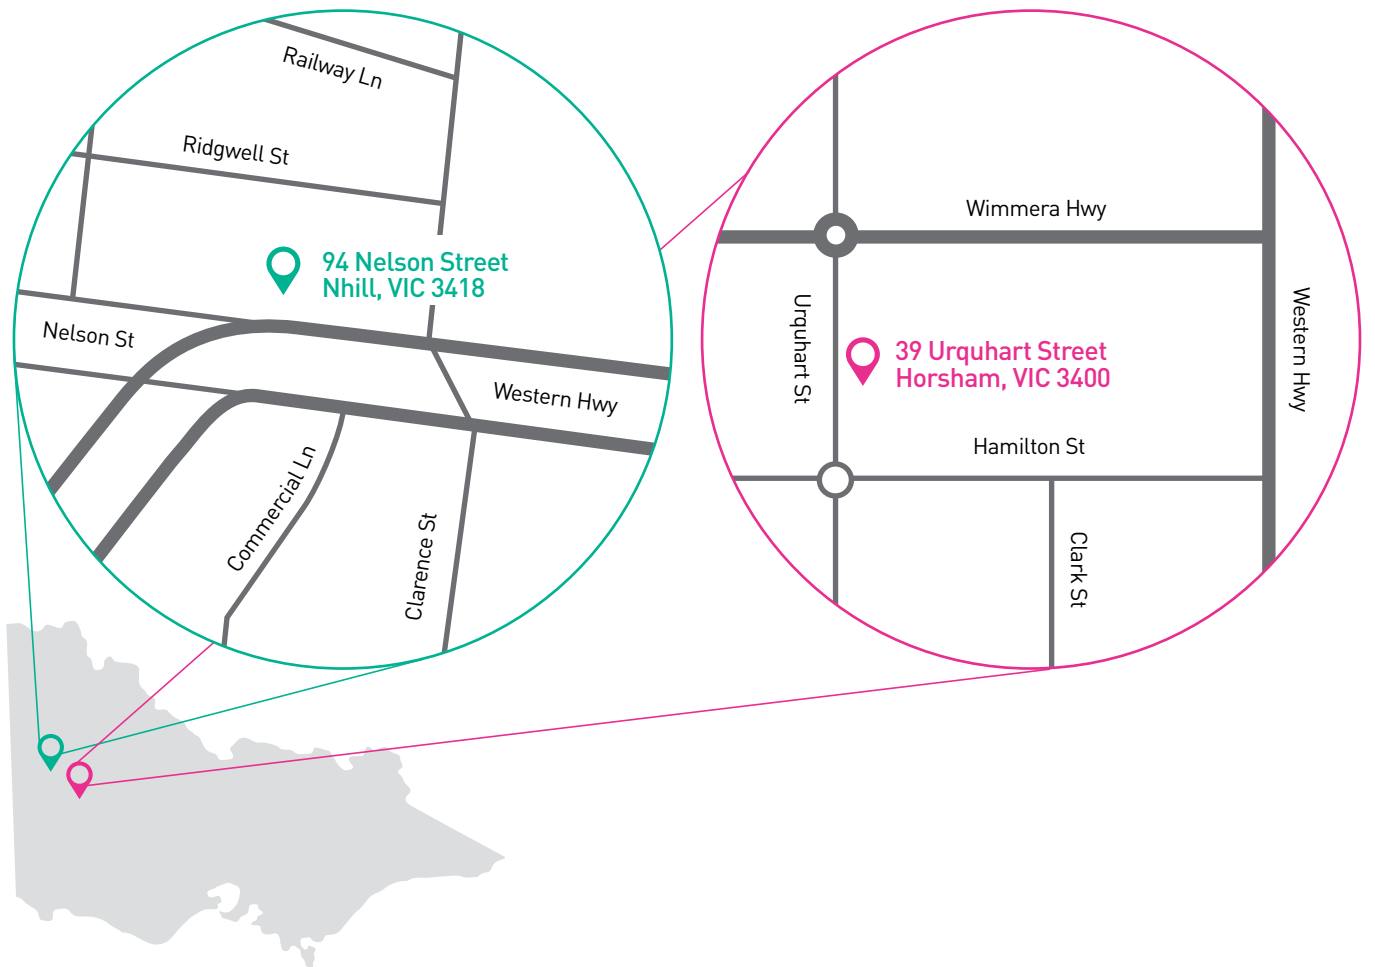 Railway Ln
Ridgwell St
94 Nelson Street
Nhill, VIC 3418
Nelson St
Western Hwy
Commercial Ln
Clarence St
Wimmera Hwy
Urquhart St
Western Hwy
39 Urquhart Street
Horsham, VIC 3400
Hamilton St
Clark St